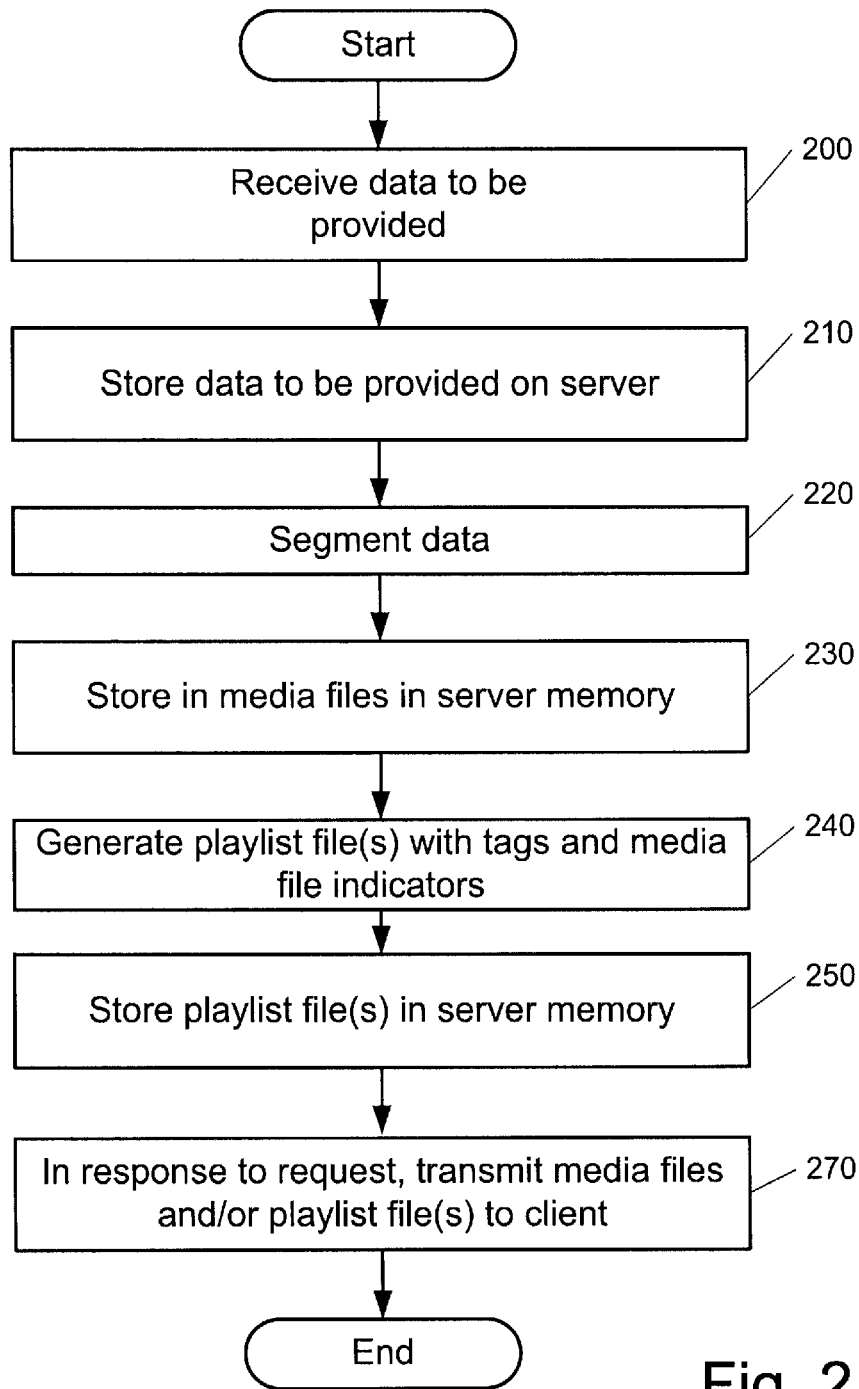 Start
200
Receive data to be
provided
210
Store data to be provided on server
220
Segment data
230
Store in media files in server memory
240
Generate playlist file(s) with tags and media
file indicators
250
Store playlist file(s) in server memory
270
In response to request, transmit media files
and/or playlist file(s) to client
End
Fig. 2